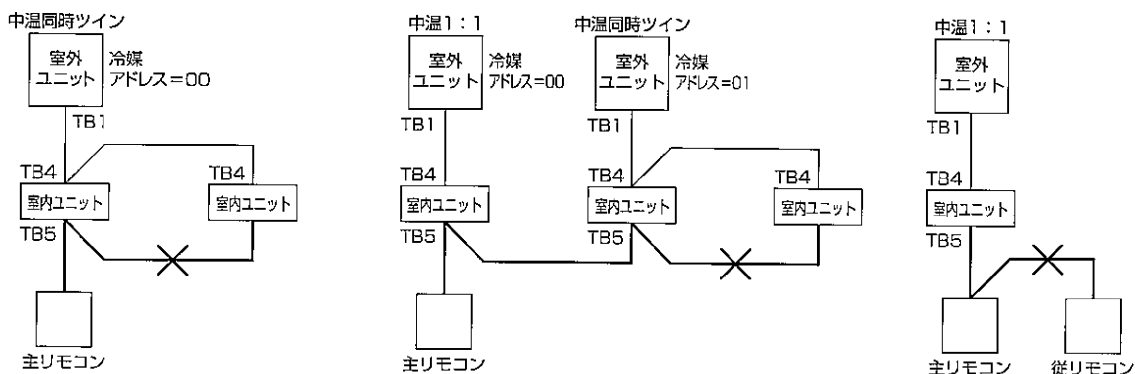 中温同時ツイン
室外
ユニット
冷媒
アドレス=00
TB1
TB4
TB4
室内ユニット
室内ユニット
TB5
主リモコン
中温1:1
中温同時ツイン
室外
ユニット
冷媒
アドレス=00
室外
ユニット
冷媒
アドレス=01
TB1
TB1
TB4
TB4
TB4
室内ユニット
室内ユニット
室内ユニット
TB5
TB5
主リモコン
中温1:1
室外
ユニット
TB1
TB4
室内ユニット
TB5
主リモコン
従リモコン